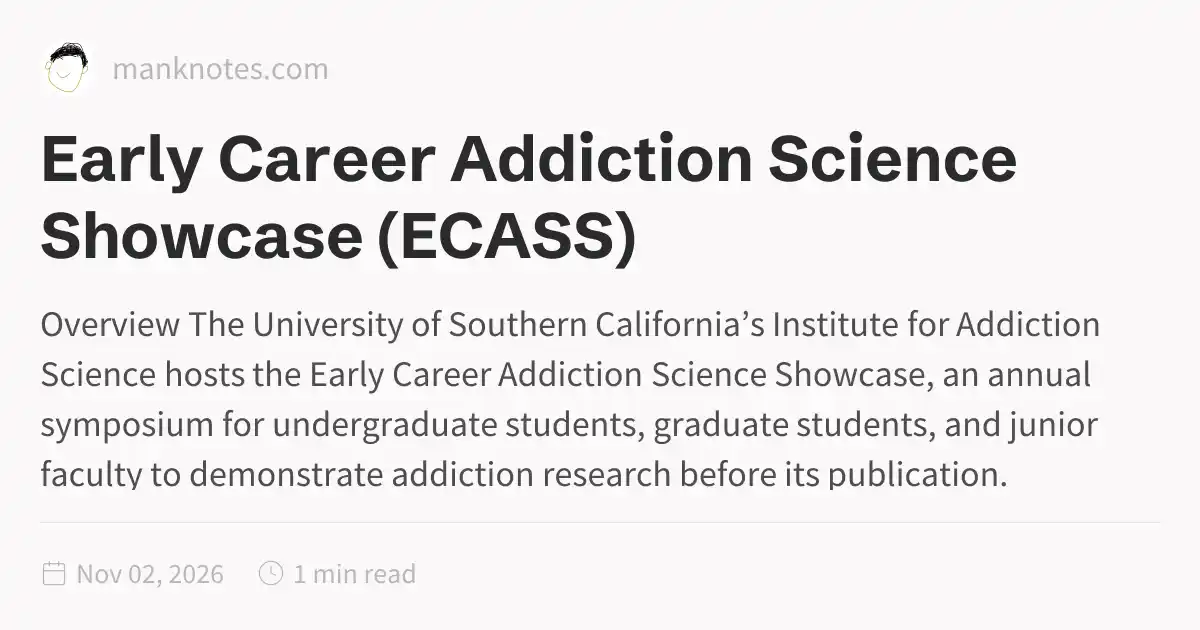 manknotes.com
Early Career Addiction Science
Showcase (ECASS)
Overview The University of Southern California’s Institute for Addiction
Science hosts the Early Career Addiction Science Showcase, an annual
symposium for undergraduate students, graduate students, and junior
faculty to demonstrate addiction research before its publication.
Nov 02, 2026 1 min read